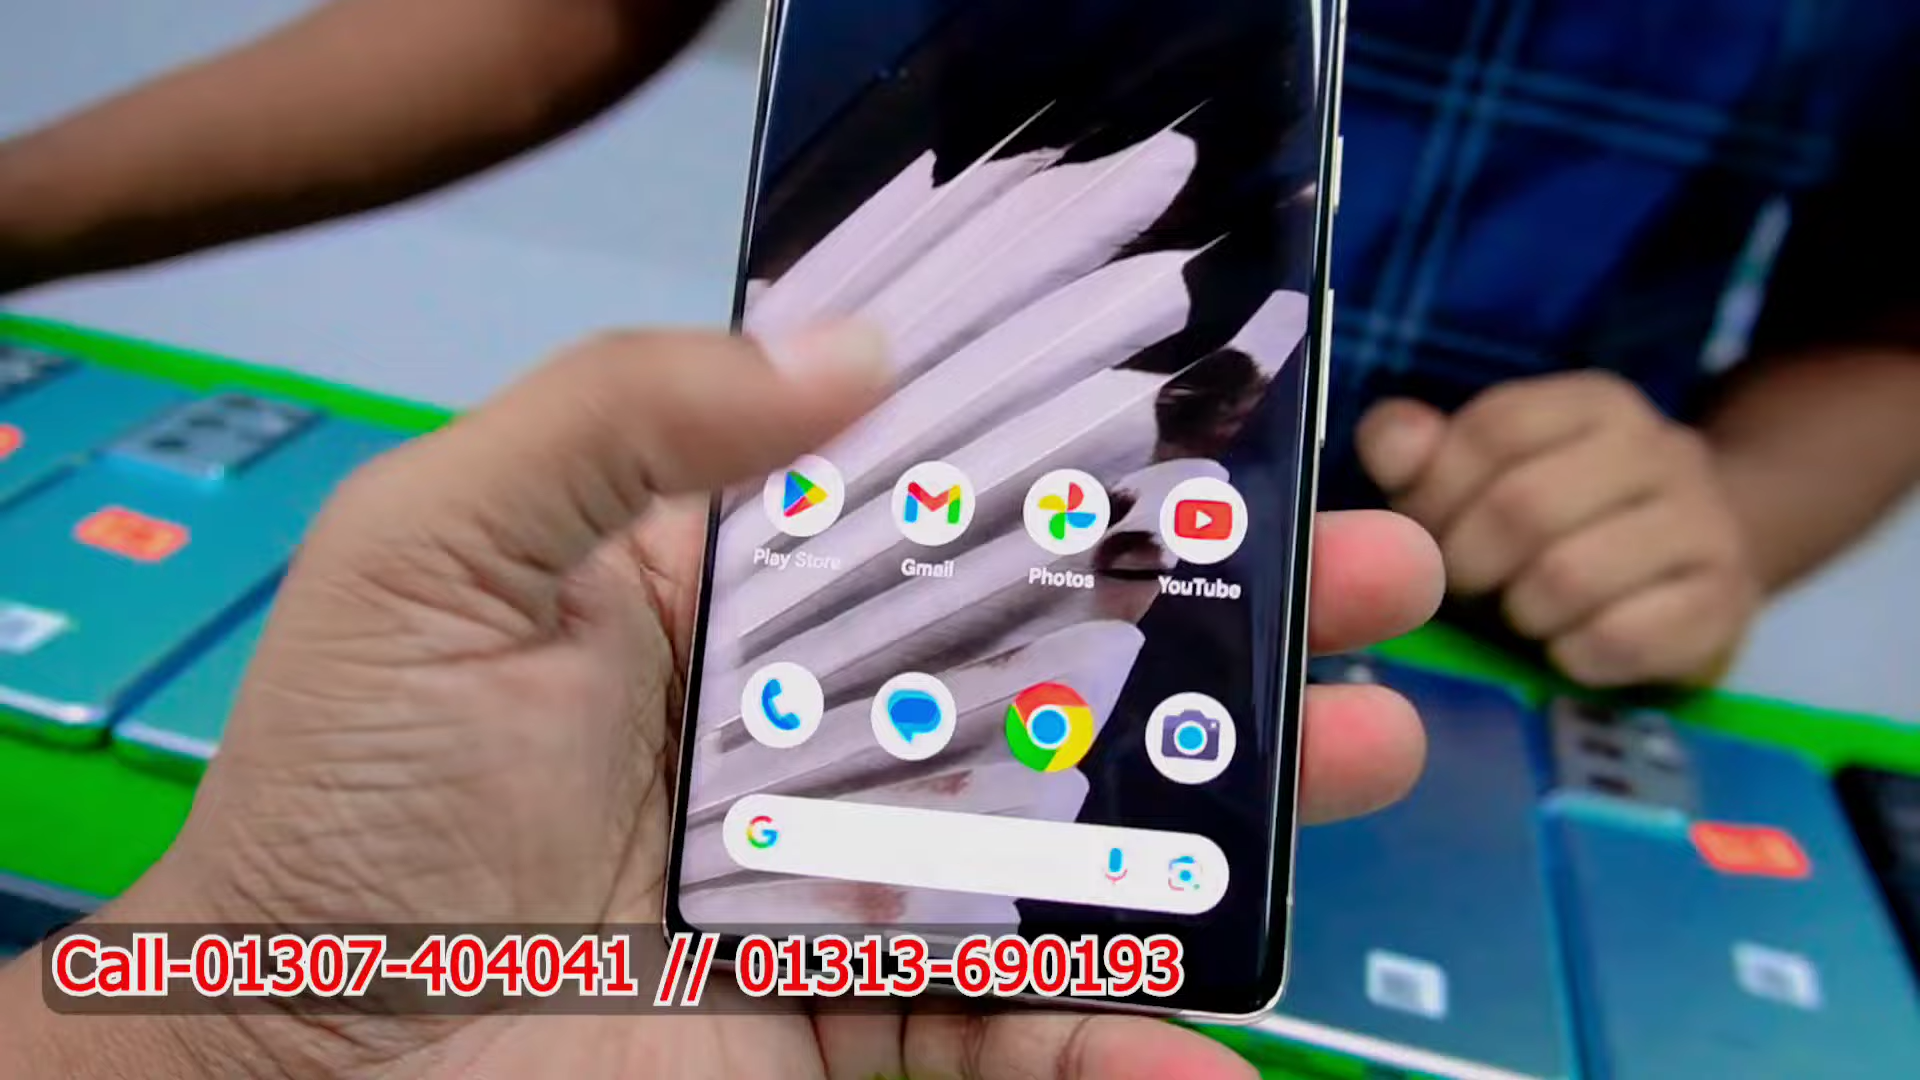 Play Store
Gmail
Photos
YouTube
G
Call-01307-404041 // 01313-690193